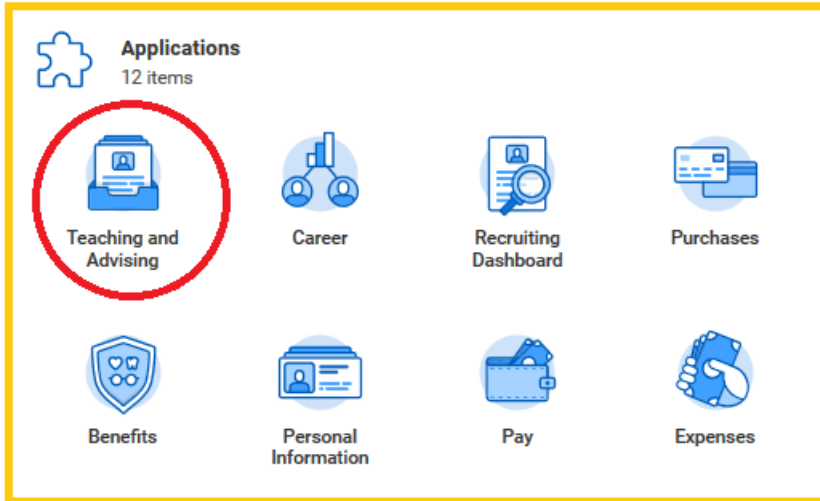 Applications
12 items
Teaching and
Advising
Career
Recruiting
Dashboard
Purchases
Benefits
Personal
Information
Pay
Expenses